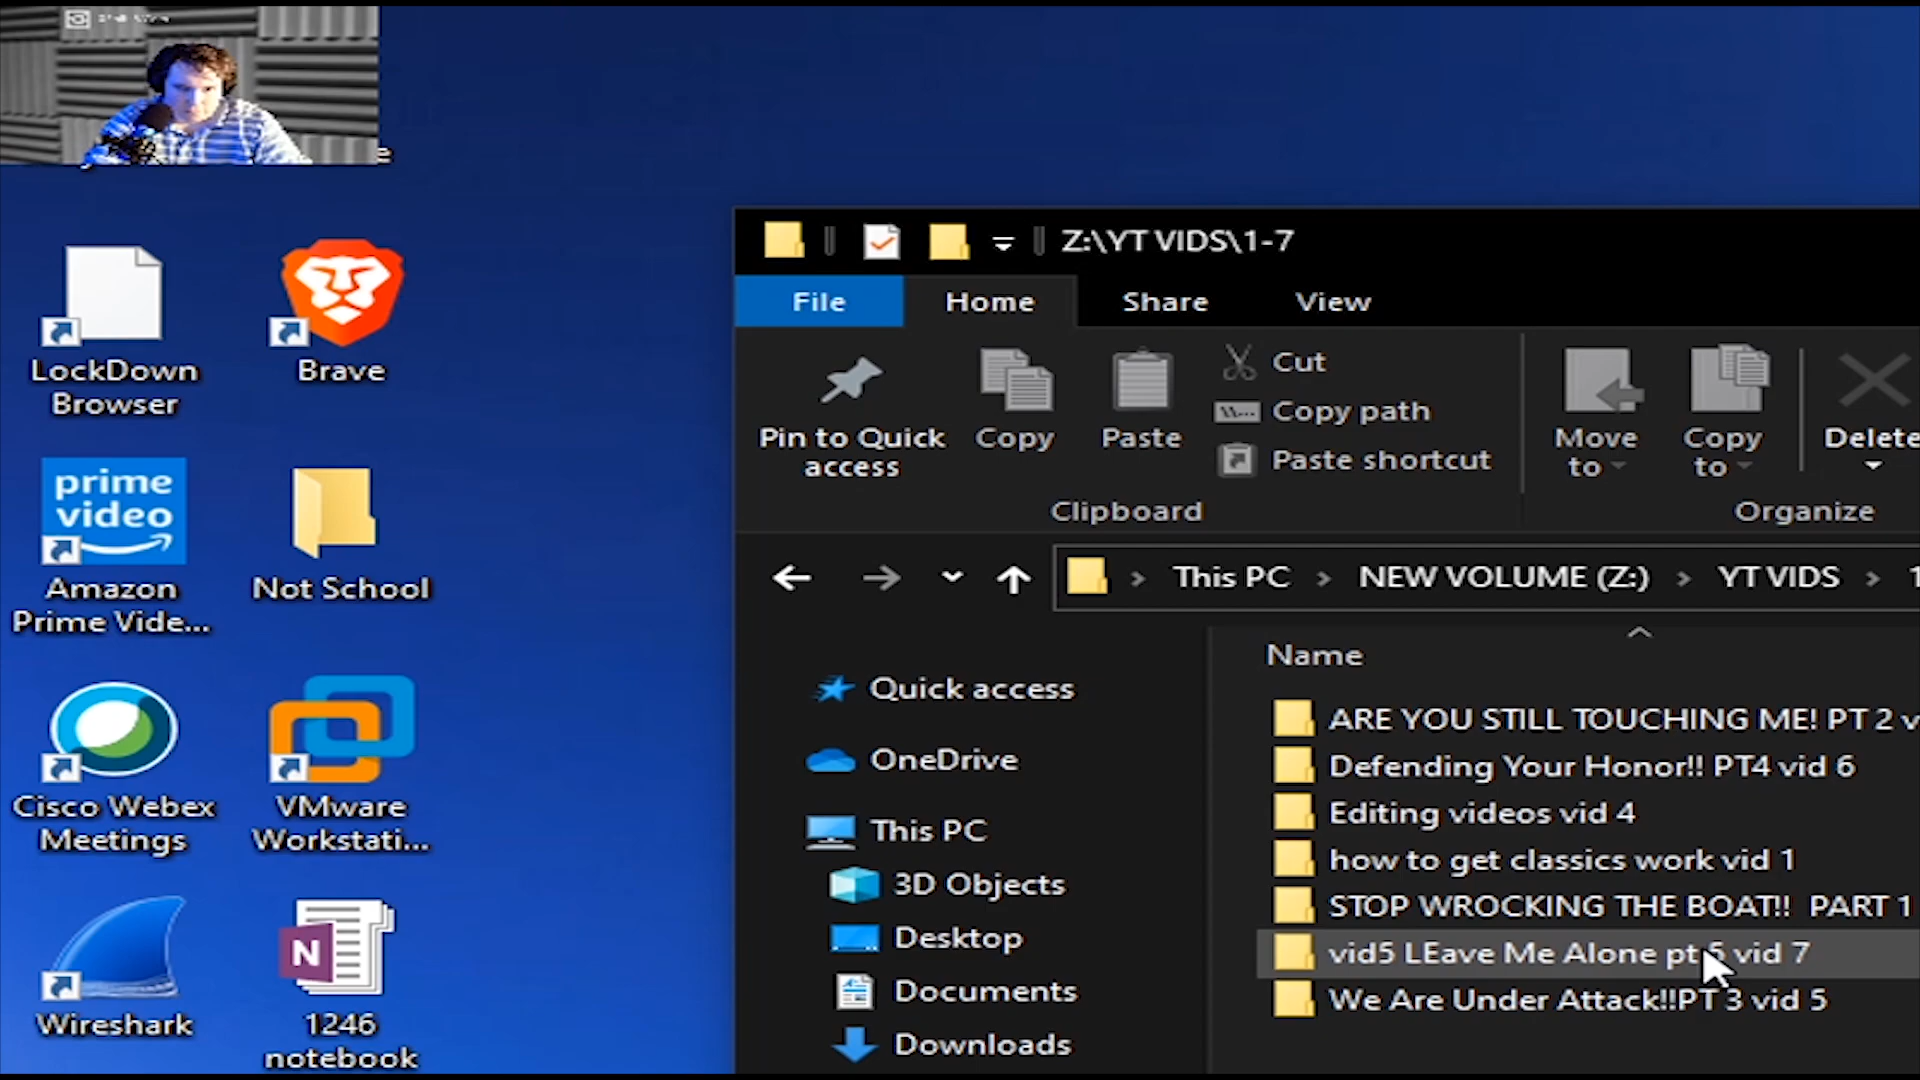 Z:\YT VIDS\1-7
File Home Share View
Pin to Quick access
Copy
Paste
Cut
Copy path
Paste shortcut
Move to
Copy to
Delete
Clipboard
Organize
This PC > NEW VOLUME (Z:) > YT VIDS > 1
Name
Quick access
OneDrive
This PC
3D Objects
Desktop
Documents
Downloads
ARE YOU STILL TOUCHING ME! PT 2 v
Defending Your Honor!! PT4 vid 6
Editing videos vid 4
how to get classics work vid 1
STOP WROCKING THE BOAT!!  PART 1
vid5 LEave Me Alone pt 5 vid 7
We Are Under Attack!!PT 3 vid 5
LockDown
Browser
Brave
prime
video
Amazon
Prime Vide...
Not School
Cisco Webex
Meetings
VMware
Workstati...
Wireshark
N
1246
notebook